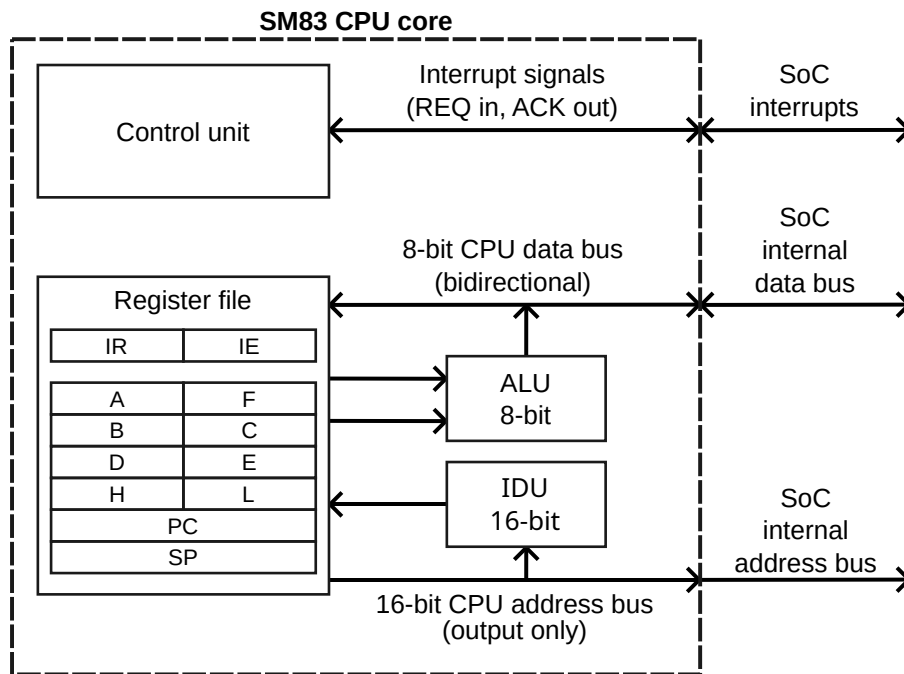 SM83 CPU core
Control unit
Interrupt signals
(REQ in, ACK out)
SoC
interrupts
8-bit CPU data bus
(bidirectional)
SoC
internal
data bus
Register file
IR IE
A F
B C
D E
H L
PC
SP
ALU
8-bit
IDU
16-bit
SoC
internal
address bus
16-bit CPU address bus
(output only)